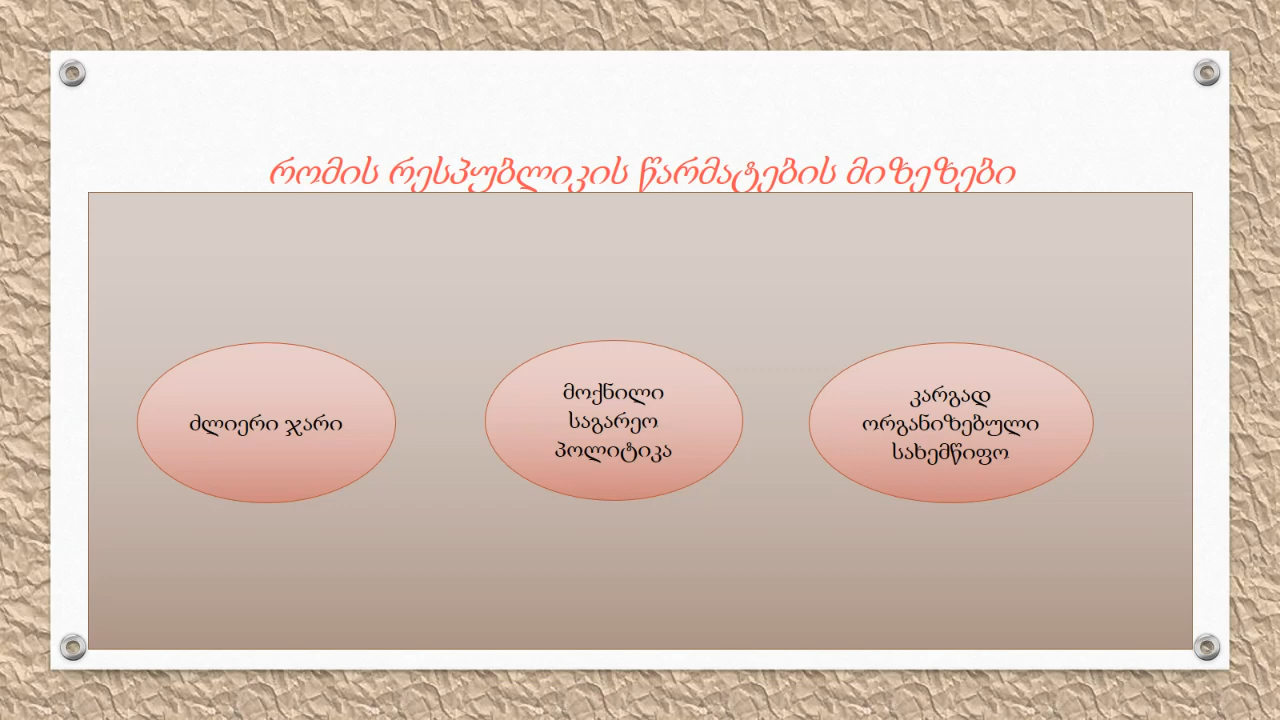 რომის რესპუბლიკის წარმატების მიზეზები
ძლიერი ჯარი
მოქნილი
საგარეო
პოლიტიკა
კარგად
ორგანიზებული
სახემწიფო